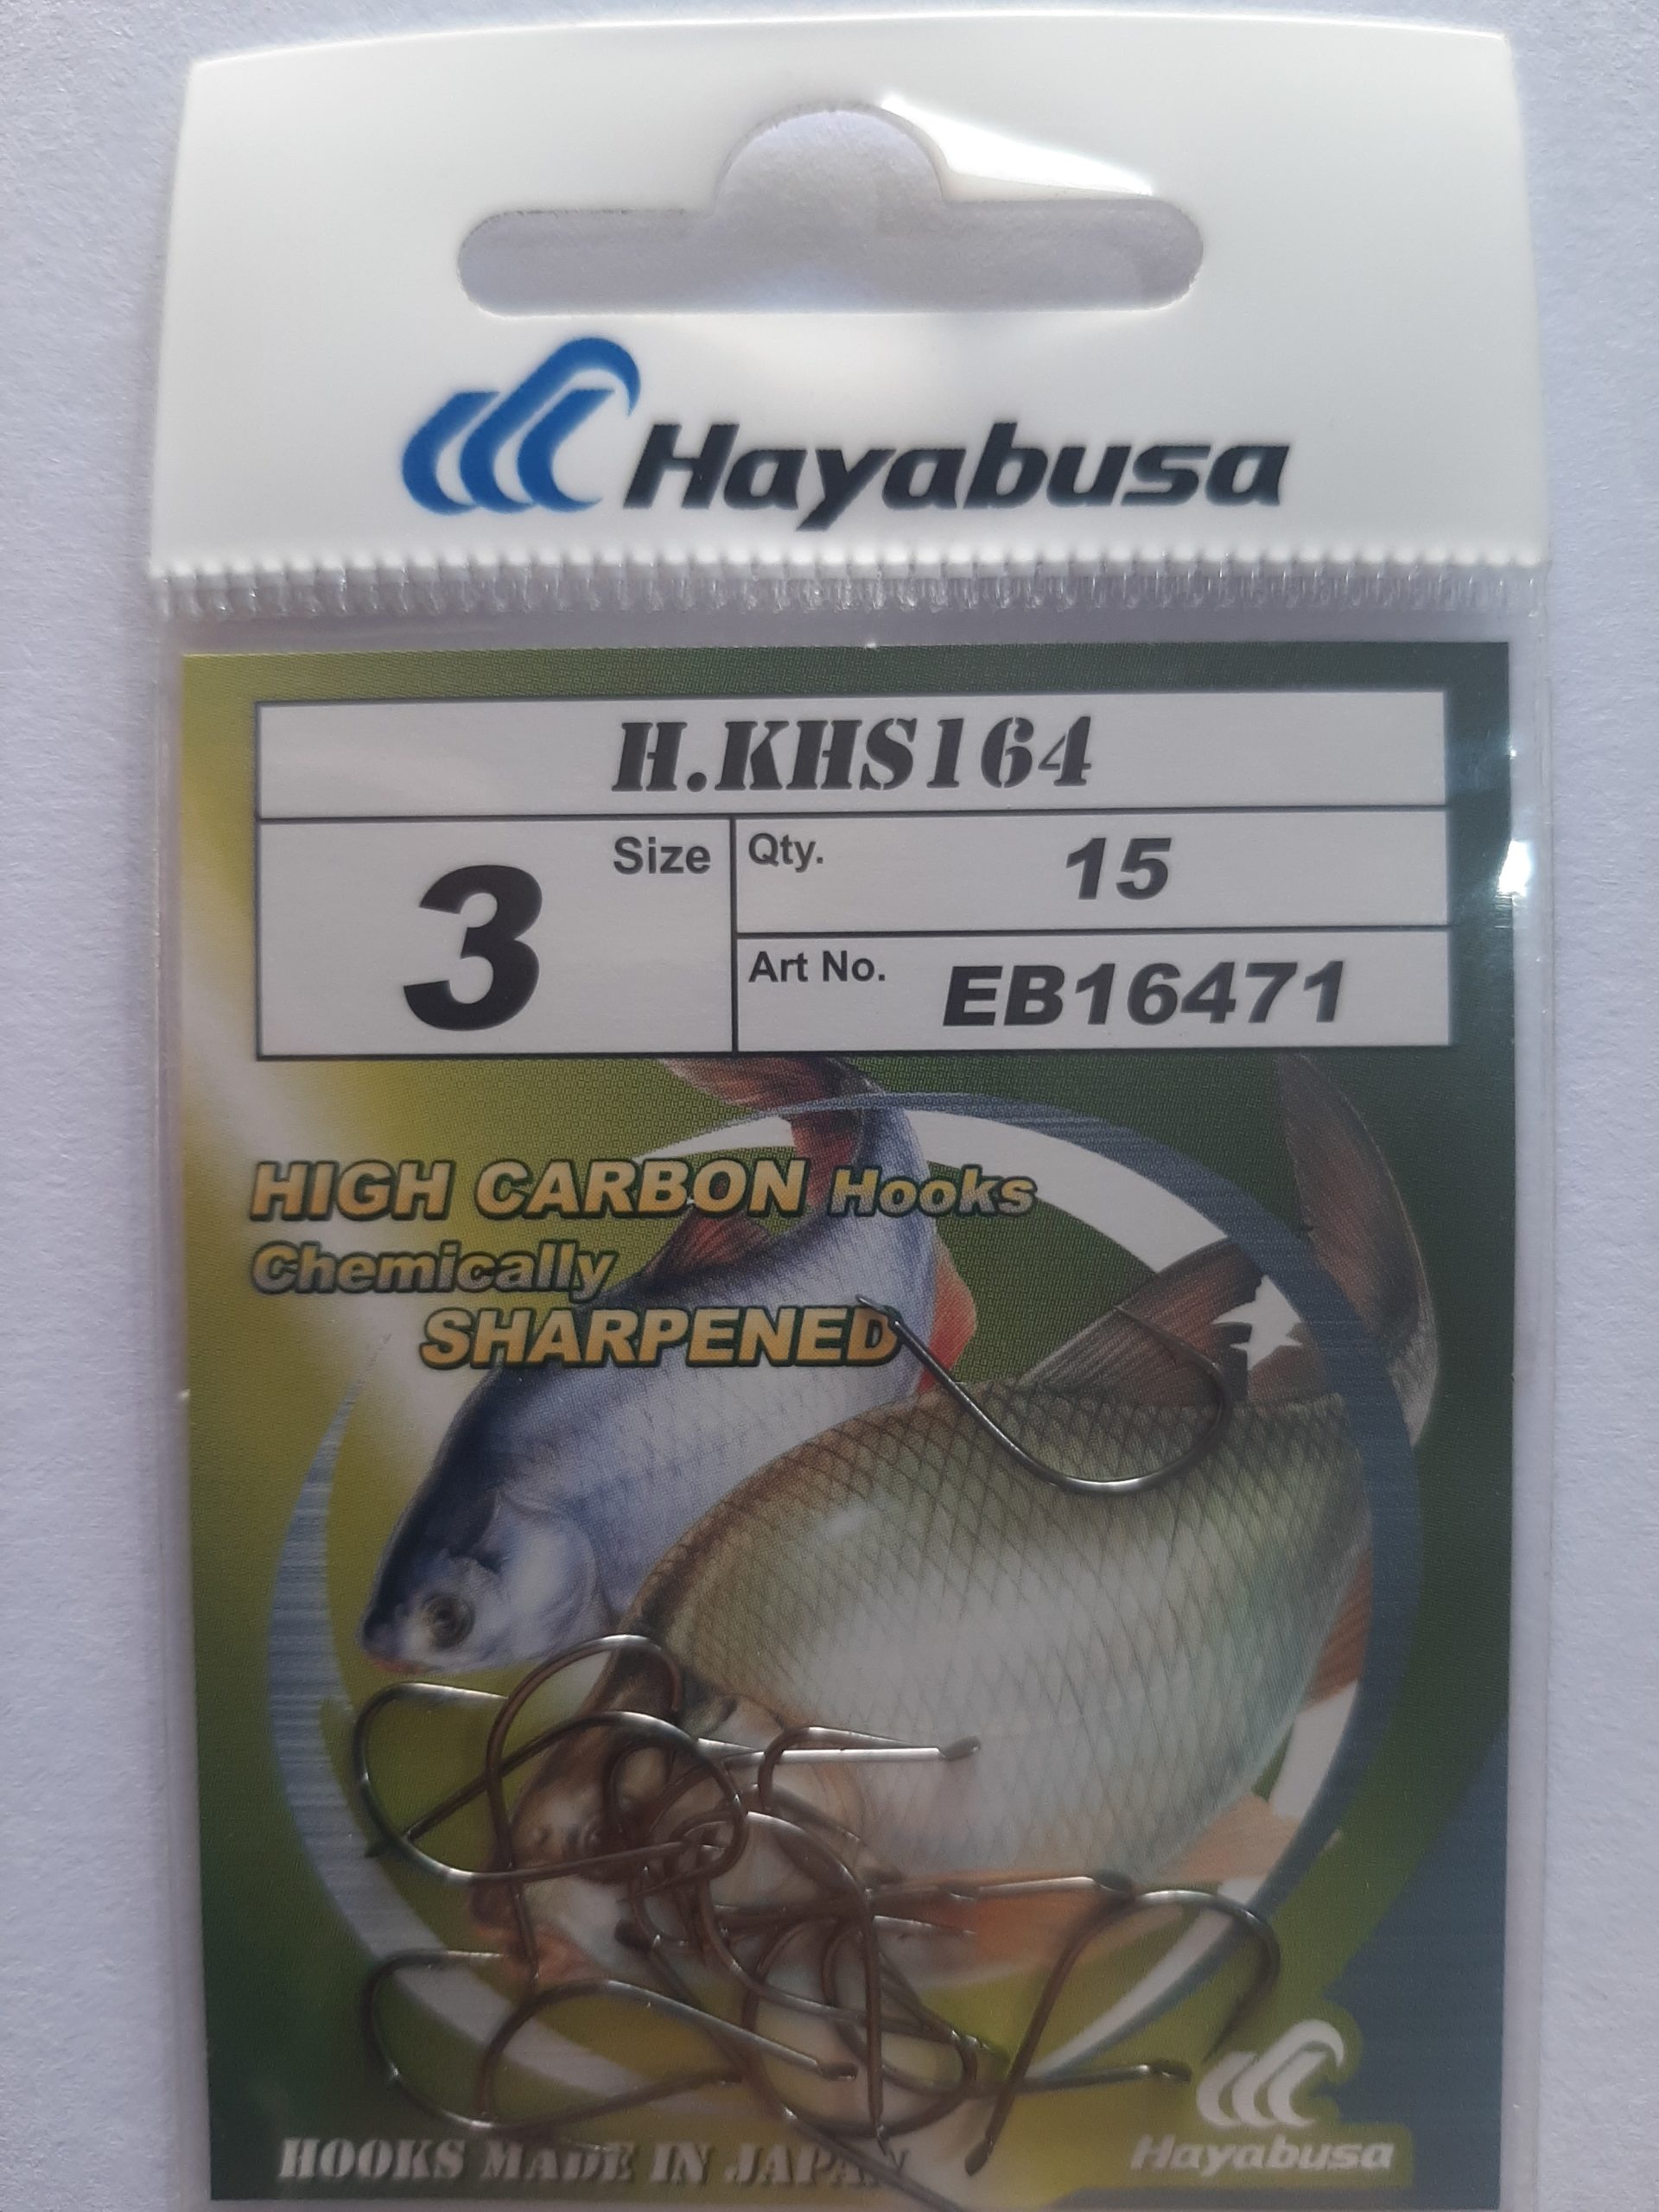 Hayabusa
H.KHS164
Size
3
Qty.
15
Art No.
EB16471
HIGH CARBON Hooks
Chemically
SHARPENED
HOOKS MADE IN JAPAN
Hayabusa